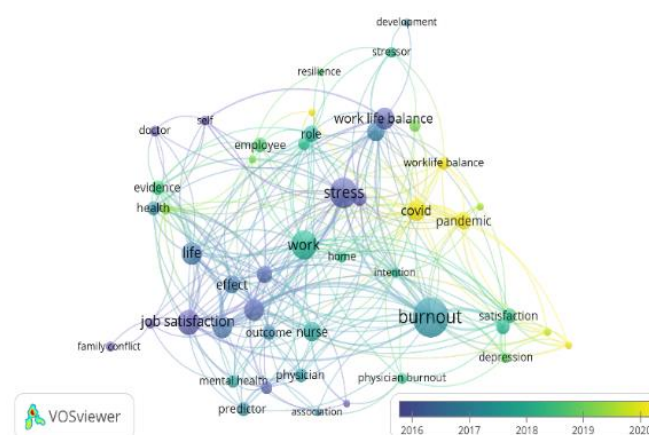 development
stressor
resilience
self
doctor
work life balance
role
employee
worklife balance
evidence
stress
health
covid
pandemic
work
life
home
intention
effect
burnout
satisfaction
job satisfaction
outcome nurse
family conflict
depression
mental health
physician
physician burnout
predictor
association
VOSviewer
2016 2017 2018 2019 2020